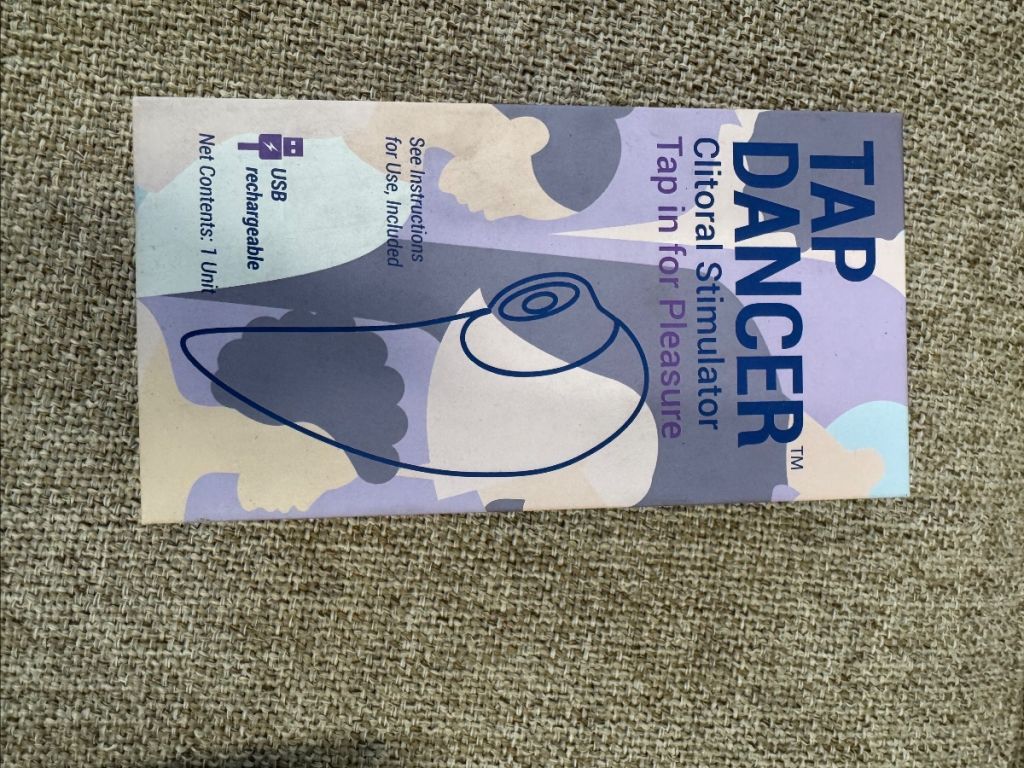 TAP
DANCER™
Clitoral Stimulator
Tap in for Pleasure
See Instructions
for Use, Included
USB
rechargeable
Net Contents: 1 Unit